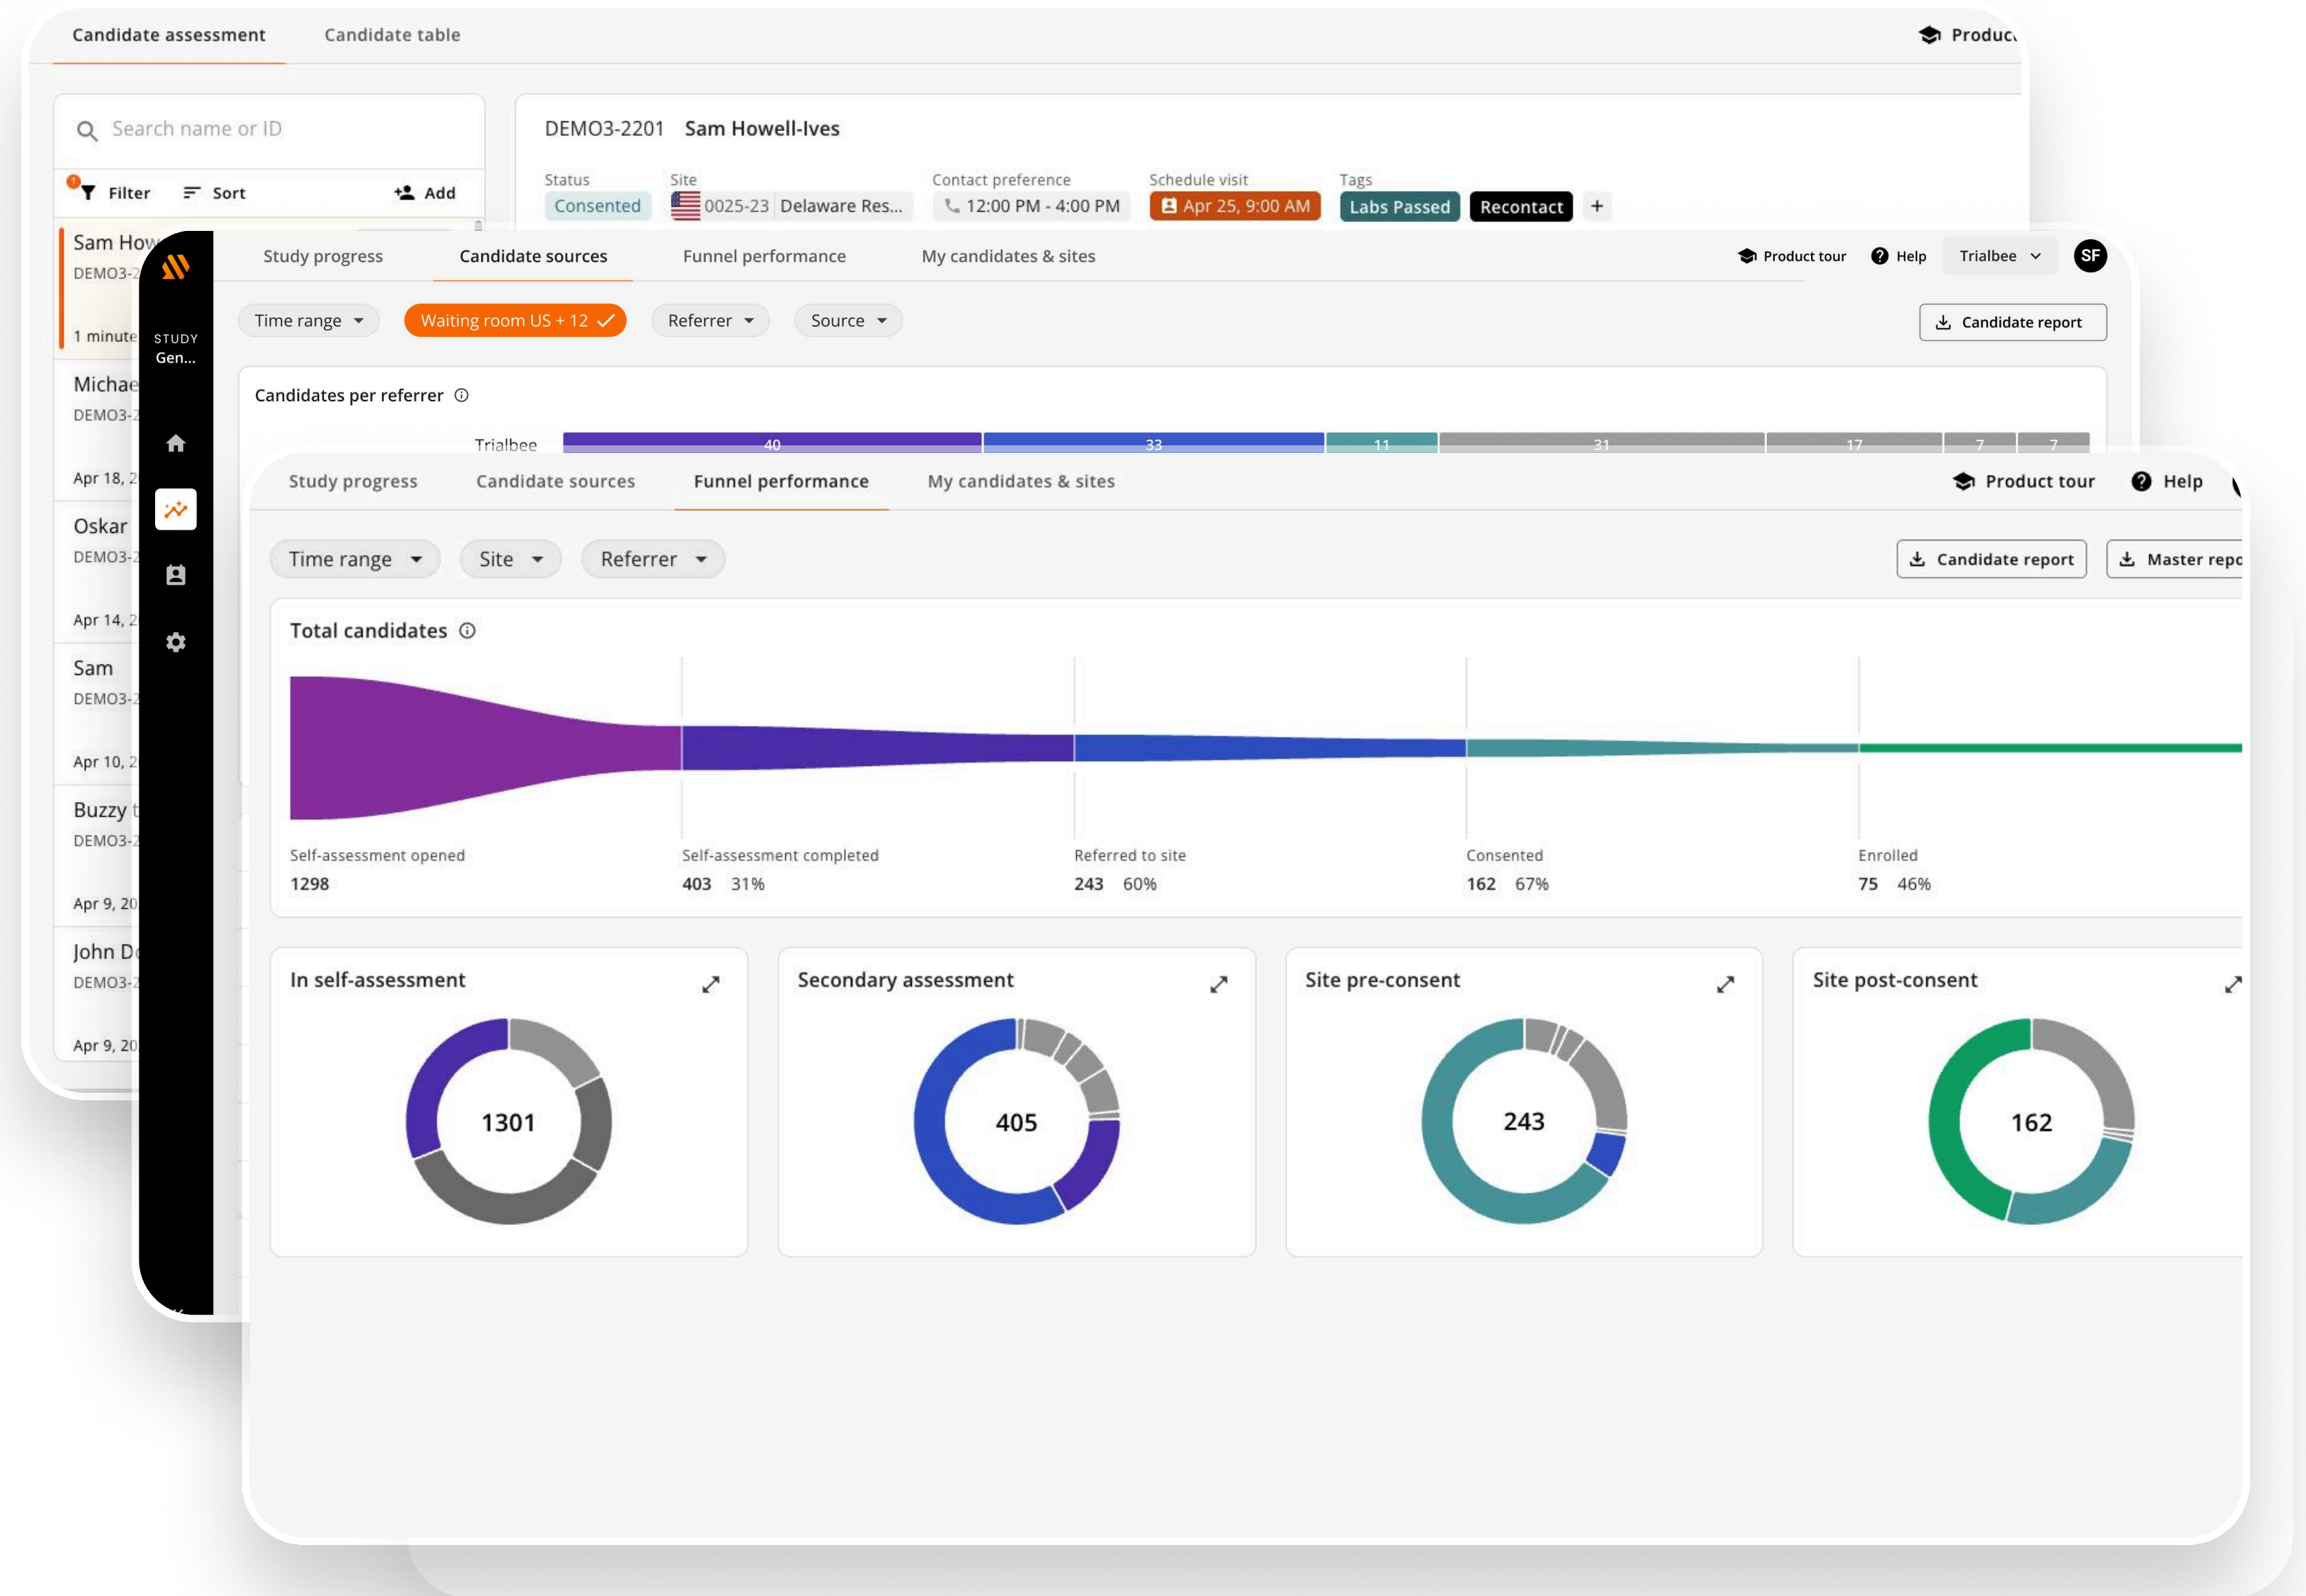 Candidate assessment Candidate table
Search name or ID
1 Filter Sort Add
DEMO3-2201 Sam Howell-Ives
Status Site Contact preference Schedule visit Tags
Consented 0025-23 Delaware Res... 12:00 PM - 4:00 PM Apr 25, 9:00 AM Labs Passed Recontact +
Sam
DEMO3-2
1 minute
DEMO3-2
Apr 18, 2
Oskar
DEMO3-2
Apr 14, 2
Sam
DEMO3-2
Apr 10, 2
Buzzy
DEMO3-2
Apr 9, 20
John
DEMO3-2
Apr 9, 20
STUDY
Gen...
Study progress Candidate sources Funnel performance My candidates & sites Product tour Help Trialbee SF
Time range Waiting room US + 12 Referrer Source Candidate report
Candidates per referrer
Trialbee 40 33 11 31 17 7 7
Study progress Candidate sources Funnel performance My candidates & sites Product tour Help
Time range Site Referrer Candidate report Master repo
Total candidates
Self-assessment opened Self-assessment completed Referred to site Consented Enrolled
1298 403 31% 243 60% 162 67% 75 46%
In self-assessment Secondary assessment Site pre-consent Site post-consent
1301 405 243 162